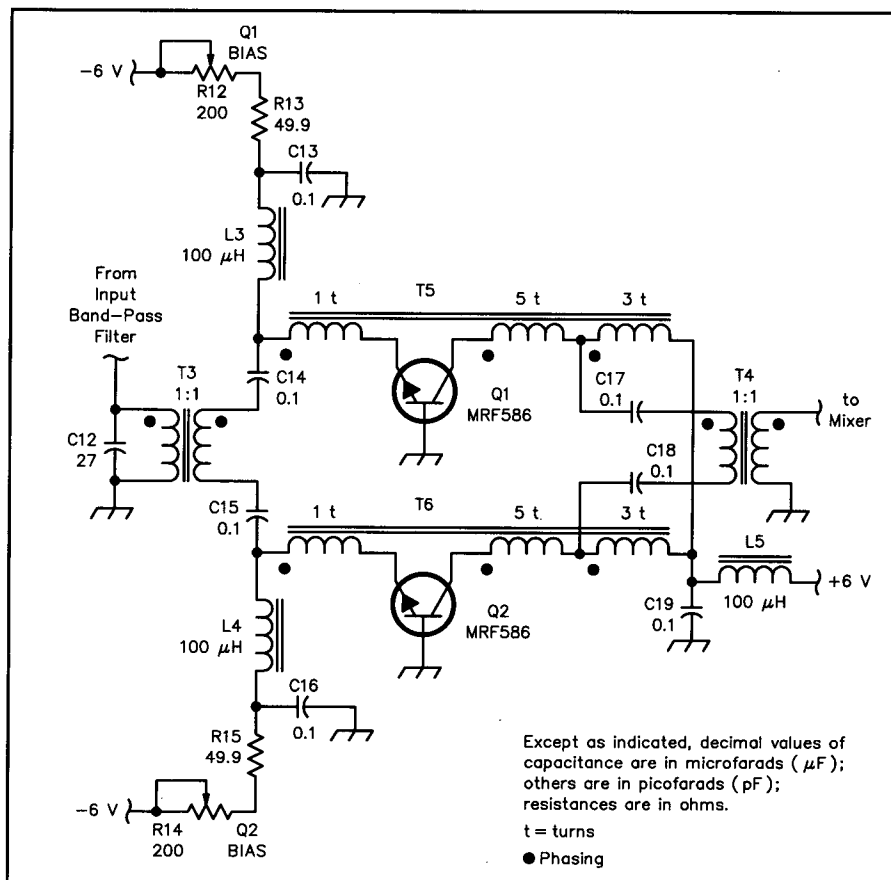 Q1
BIAS
−6 V
R12
200
R13
49.9
C13
0.1
L3
100 μH
From
Input
Band−Pass
Filter
T5
1 t
5 t
3 t
T3
1:1
C14
0.1
Q1
MRF586
C17
0.1
T4
1:1
to
Mixer
C12
27
C18
0.1
C15
0.1
T6
1 t
5 t
3 t
L5
100 μH
+6 V
Q2
MRF586
C19
0.1
L4
100 μH
C16
0.1
R15
49.9
−6 V
R14
200
Q2
BIAS
Except as indicated, decimal values of
capacitance are in microfarads ( μF);
others are in picofarads ( pF);
resistances are in ohms.
t = turns
● Phasing